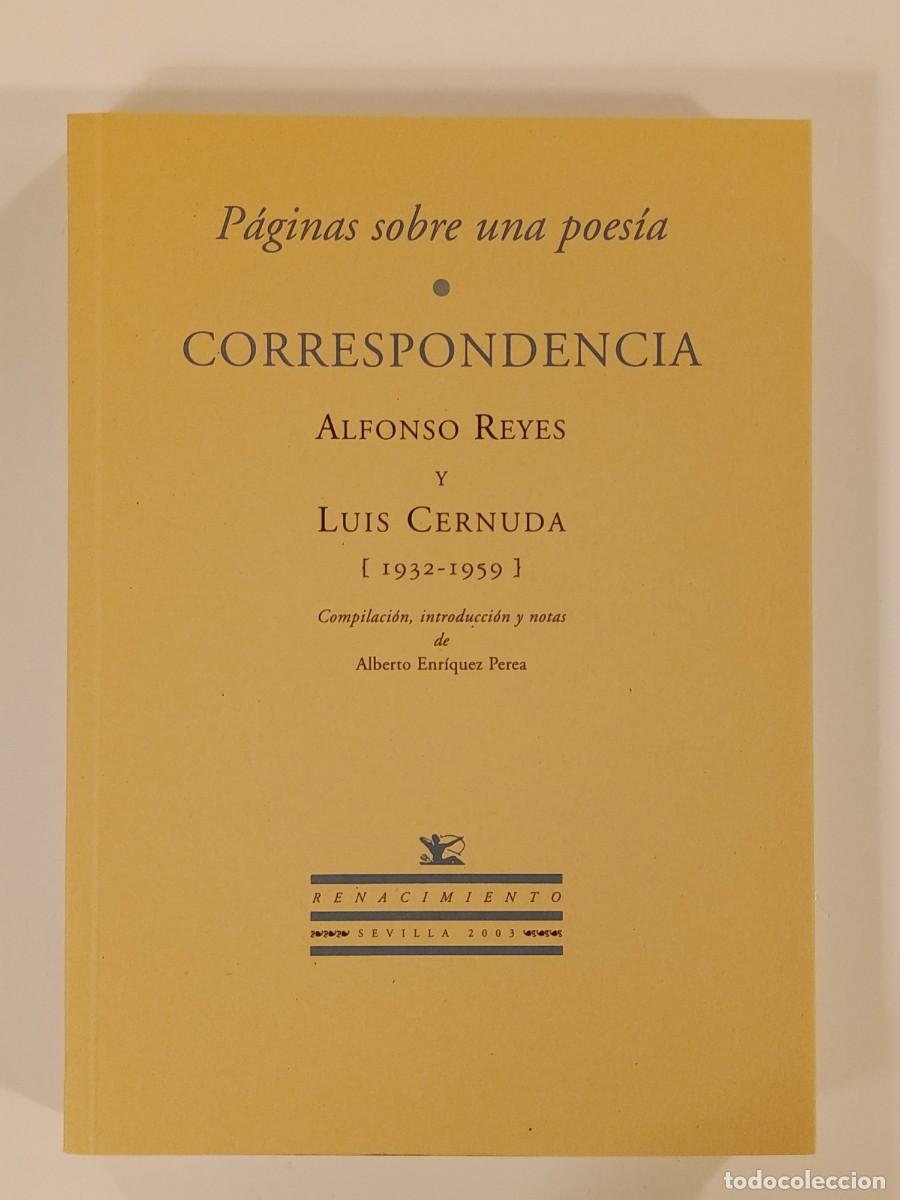 Páginas sobre una poesía
CORRESPONDENCIA
ALFONSO REYES
Y
LUIS CERNUDA
[ 1932-1959 ]
Compilación, introducción y notas
de
Alberto Enríquez Perea
RENACIMIENTO
SEVILLA 2003
todocoleccion